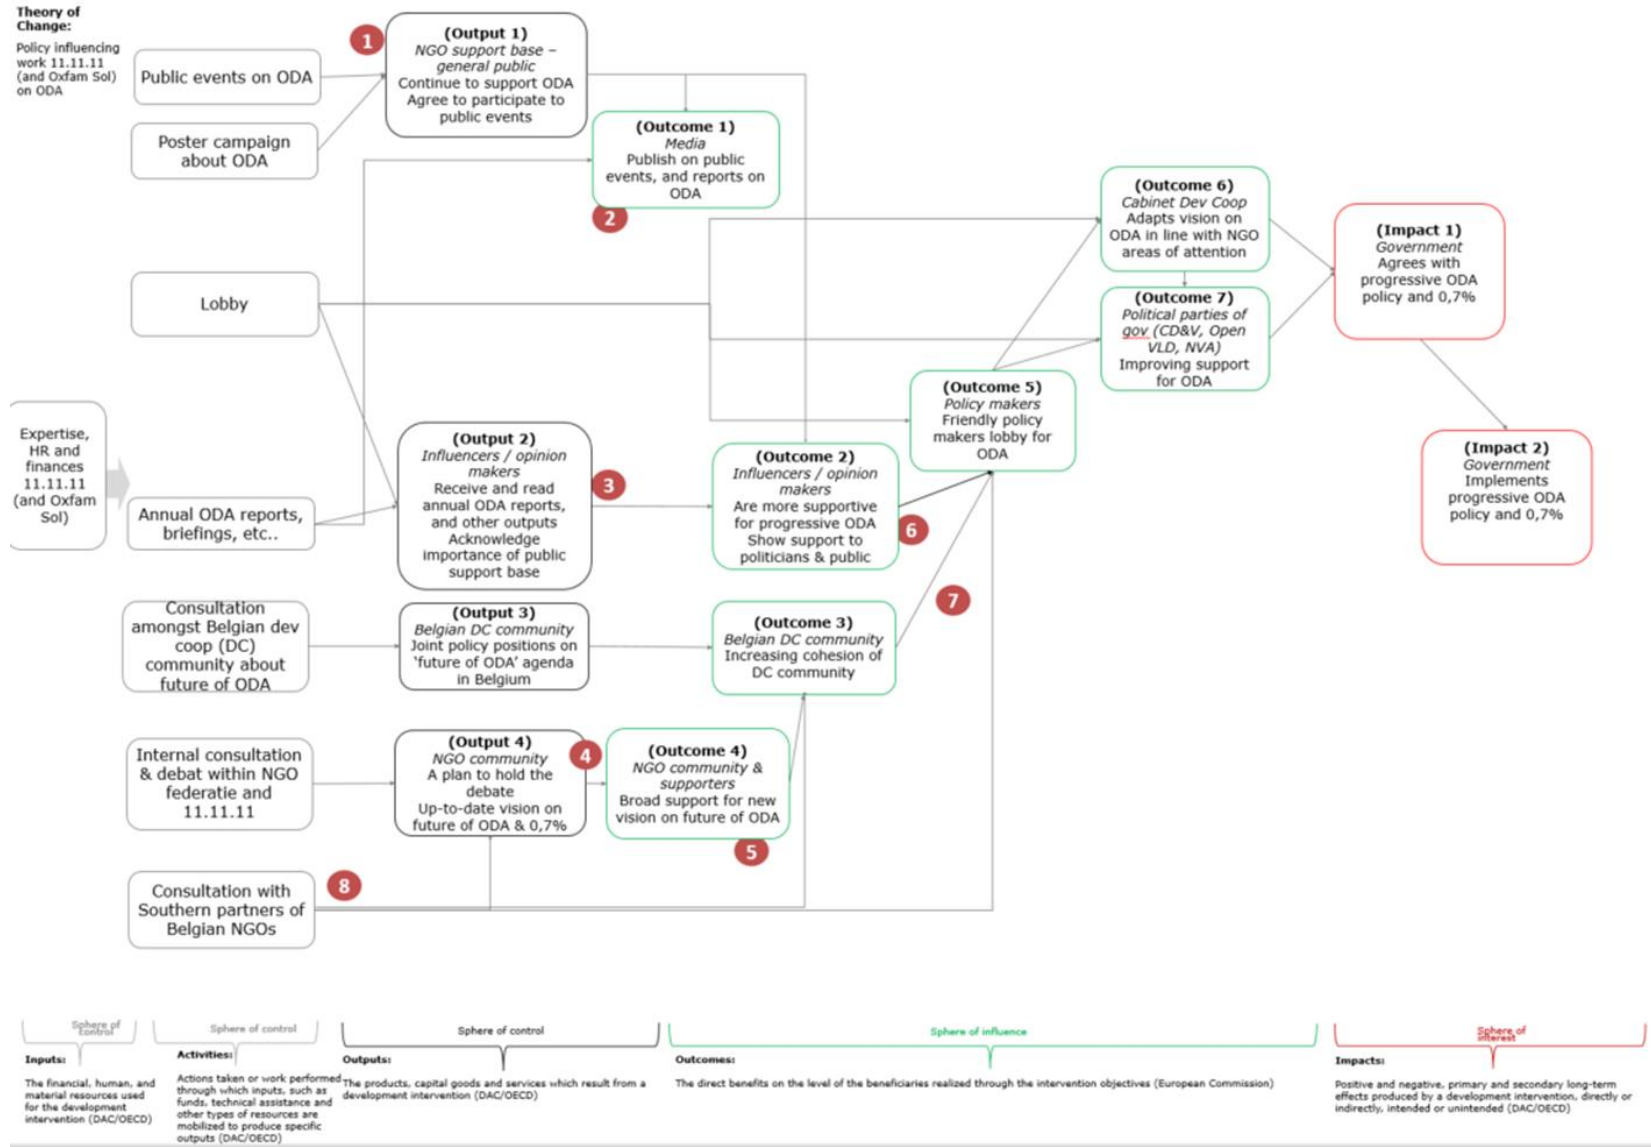 Theory of
Change:
Policy influencing
work 11.11.11
(and Oxfam Sol)
on ODA
Public events on ODA
Poster campaign
about ODA
Lobby
Expertise,
HR and
finances
11.11.11
(and Oxfam
Sol)
Annual ODA reports,
briefings, etc..
Consultation
amongst Belgian dev
coop (DC)
community about
future of ODA
Internal consultation
& debat within NGO
federatie and
11.11.11
Consultation with
Southern partners of
Belgian NGOs
1
(Output 1)
NGO support base –
general public
Continue to support ODA
Agree to participate to
public events
(Outcome 1)
Media
Publish on public
events, and reports on
ODA
2
(Output 2)
Influencers / opinion
makers
Receive and read
annual ODA reports,
and other outputs
Acknowledge
importance of public
support base
3
(Output 3)
Belgian DC community
Joint policy positions on
‘future of ODA’ agenda
in Belgium
(Output 4)
NGO community
A plan to hold the
debate
Up-to-date vision on
future of ODA & 0,7%
4
(Outcome 4)
NGO community &
supporters
Broad support for new
vision on future of ODA
5
8
(Outcome 2)
Influencers / opinion
makers
Are more supportive
for progressive ODA
Show support to
politicians & public
6
(Outcome 3)
Belgian DC community
Increasing cohesion of
DC community
7
(Outcome 5)
Policy makers
Friendly policy
makers lobby for
ODA
(Outcome 6)
Cabinet Dev Coop
Adapts vision on
ODA in line with NGO
areas of attention
(Outcome 7)
Political parties of
gov (CD&V, Open
VLD, NVA)
Improving support
for ODA
(Impact 1)
Government
Agrees with
progressive ODA
policy and 0,7%
(Impact 2)
Government
Implements
progressive ODA
policy and 0,7%
Sphere of
control
Inputs:
The financial, human, and
material resources used
for the development
intervention (DAC/OECD)
Sphere of control
Activities:
Actions taken or work performed
through which inputs, such as
funds, technical assistance and
other types of resources are
mobilized to produce specific
outputs (DAC/OECD)
Sphere of control
Outputs:
The products, capital goods and services which result from a
development intervention (DAC/OECD)
Sphere of influence
Outcomes:
The direct benefits on the level of the beneficiaries realized through the intervention objectives (European Commission)
Sphere of
interest
Impacts:
Positive and negative, primary and secondary long-term
effects produced by a development intervention, directly or
indirectly, intended or unintended (DAC/OECD)